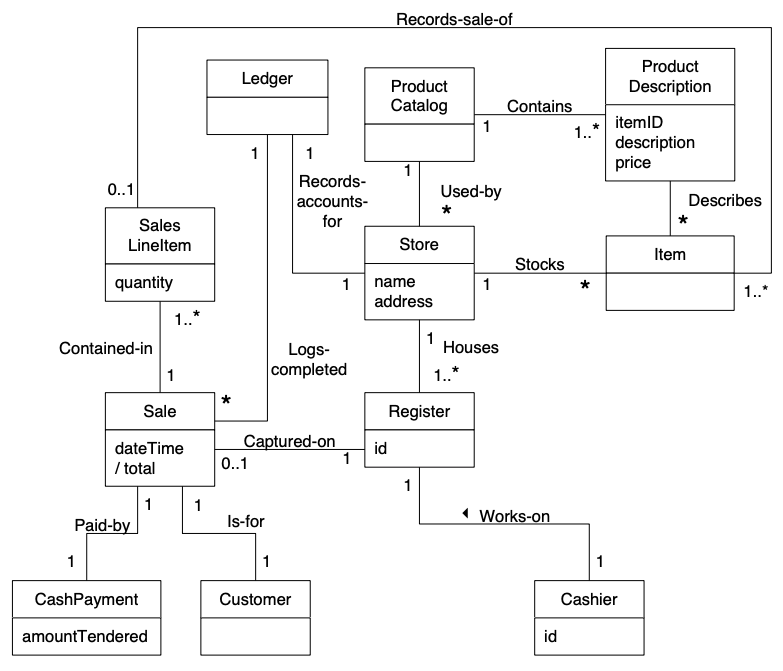 Records-sale-of
Ledger
Product
Catalog
Product
Description
itemID
description
price
Contains
1
1..*
1
1
1
Records-
accounts-
for
Used-by
*
Describes
*
0..1
Sales
LineItem
quantity
Store
name
address
Item
Stocks
1
1
*
1..*
1..*
Contained-in
1
Logs-
completed
*
1
Houses
1..*
Sale
dateTime
/ total
Captured-on
0..1
1
Register
id
1
1
1
Paid-by
Is-for
Works-on
1
1
1
CashPayment
amountTendered
Customer
Cashier
id